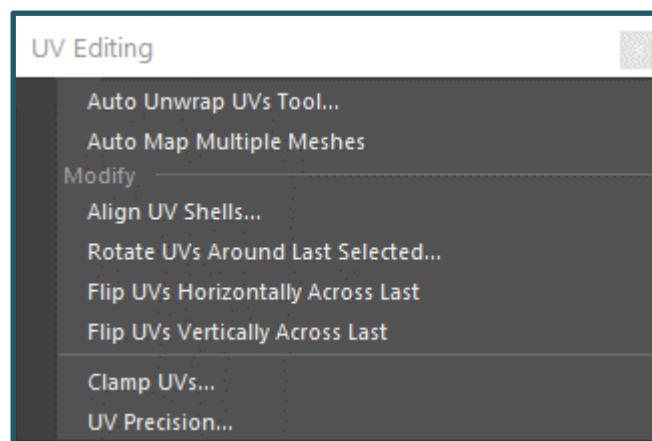 UV Editing
Auto Unwrap UVs Tool...
Auto Map Multiple Meshes
Modify
Align UV Shells...
Rotate UVs Around Last Selected...
Flip UVs Horizontally Across Last
Flip UVs Vertically Across Last
Clamp UVs...
UV Precision...